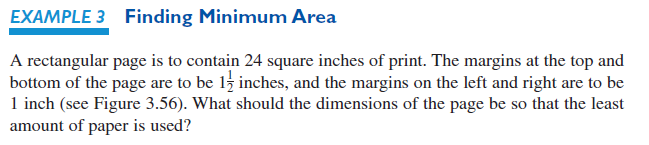 EXAMPLE 3 Finding Minimum Area
A rectangular page is to contain 24 square inches of print. The margins at the top and
bottom of the page are to be 1½ inches, and the margins on the left and right are to be
1 inch (see Figure 3.56). What should the dimensions of the page be so that the least
amount of paper is used?